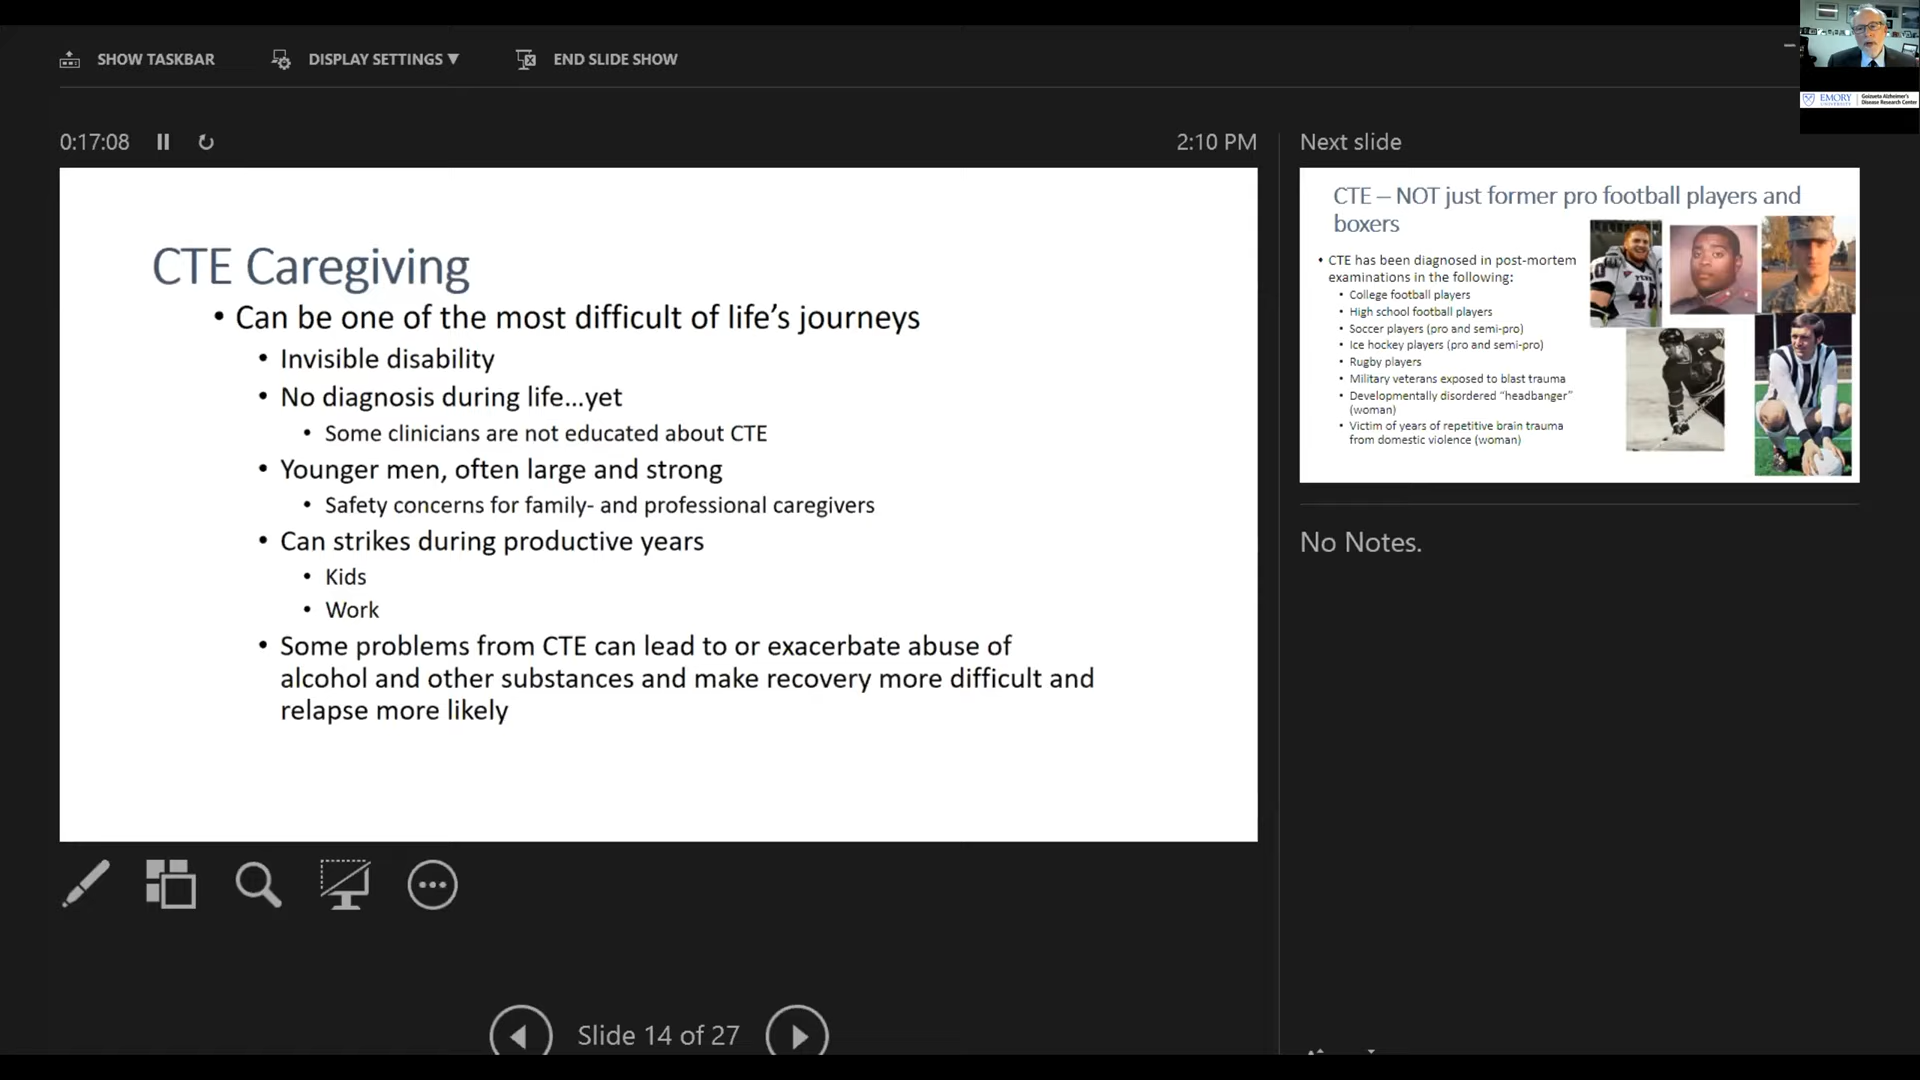 SHOW TASKBAR
DISPLAY SETTINGS ▼
END SLIDE SHOW
EMORY
UNIVERSITY
Goizueta Alzheimer's
Disease Research Center
0:17:08
2:10 PM
Next slide
CTE Caregiving
• Can be one of the most difficult of life's journeys
• Invisible disability
• No diagnosis during life...yet
• Some clinicians are not educated about CTE
• Younger men, often large and strong
• Safety concerns for family- and professional caregivers
• Can strikes during productive years
• Kids
• Work
• Some problems from CTE can lead to or exacerbate abuse of
alcohol and other substances and make recovery more difficult and
relapse more likely
CTE – NOT just former pro football players and
boxers
• CTE has been diagnosed in post-mortem
examinations in the following:
• College football players
• High school football players
• Soccer players (pro and semi-pro)
• Ice hockey players (pro and semi-pro)
• Rugby players
• Military veterans exposed to blast trauma
• Developmentally disordered "headbanger"
(woman)
• Victim of years of repetitive brain trauma
from domestic violence (woman)
No Notes.
Slide 14 of 27